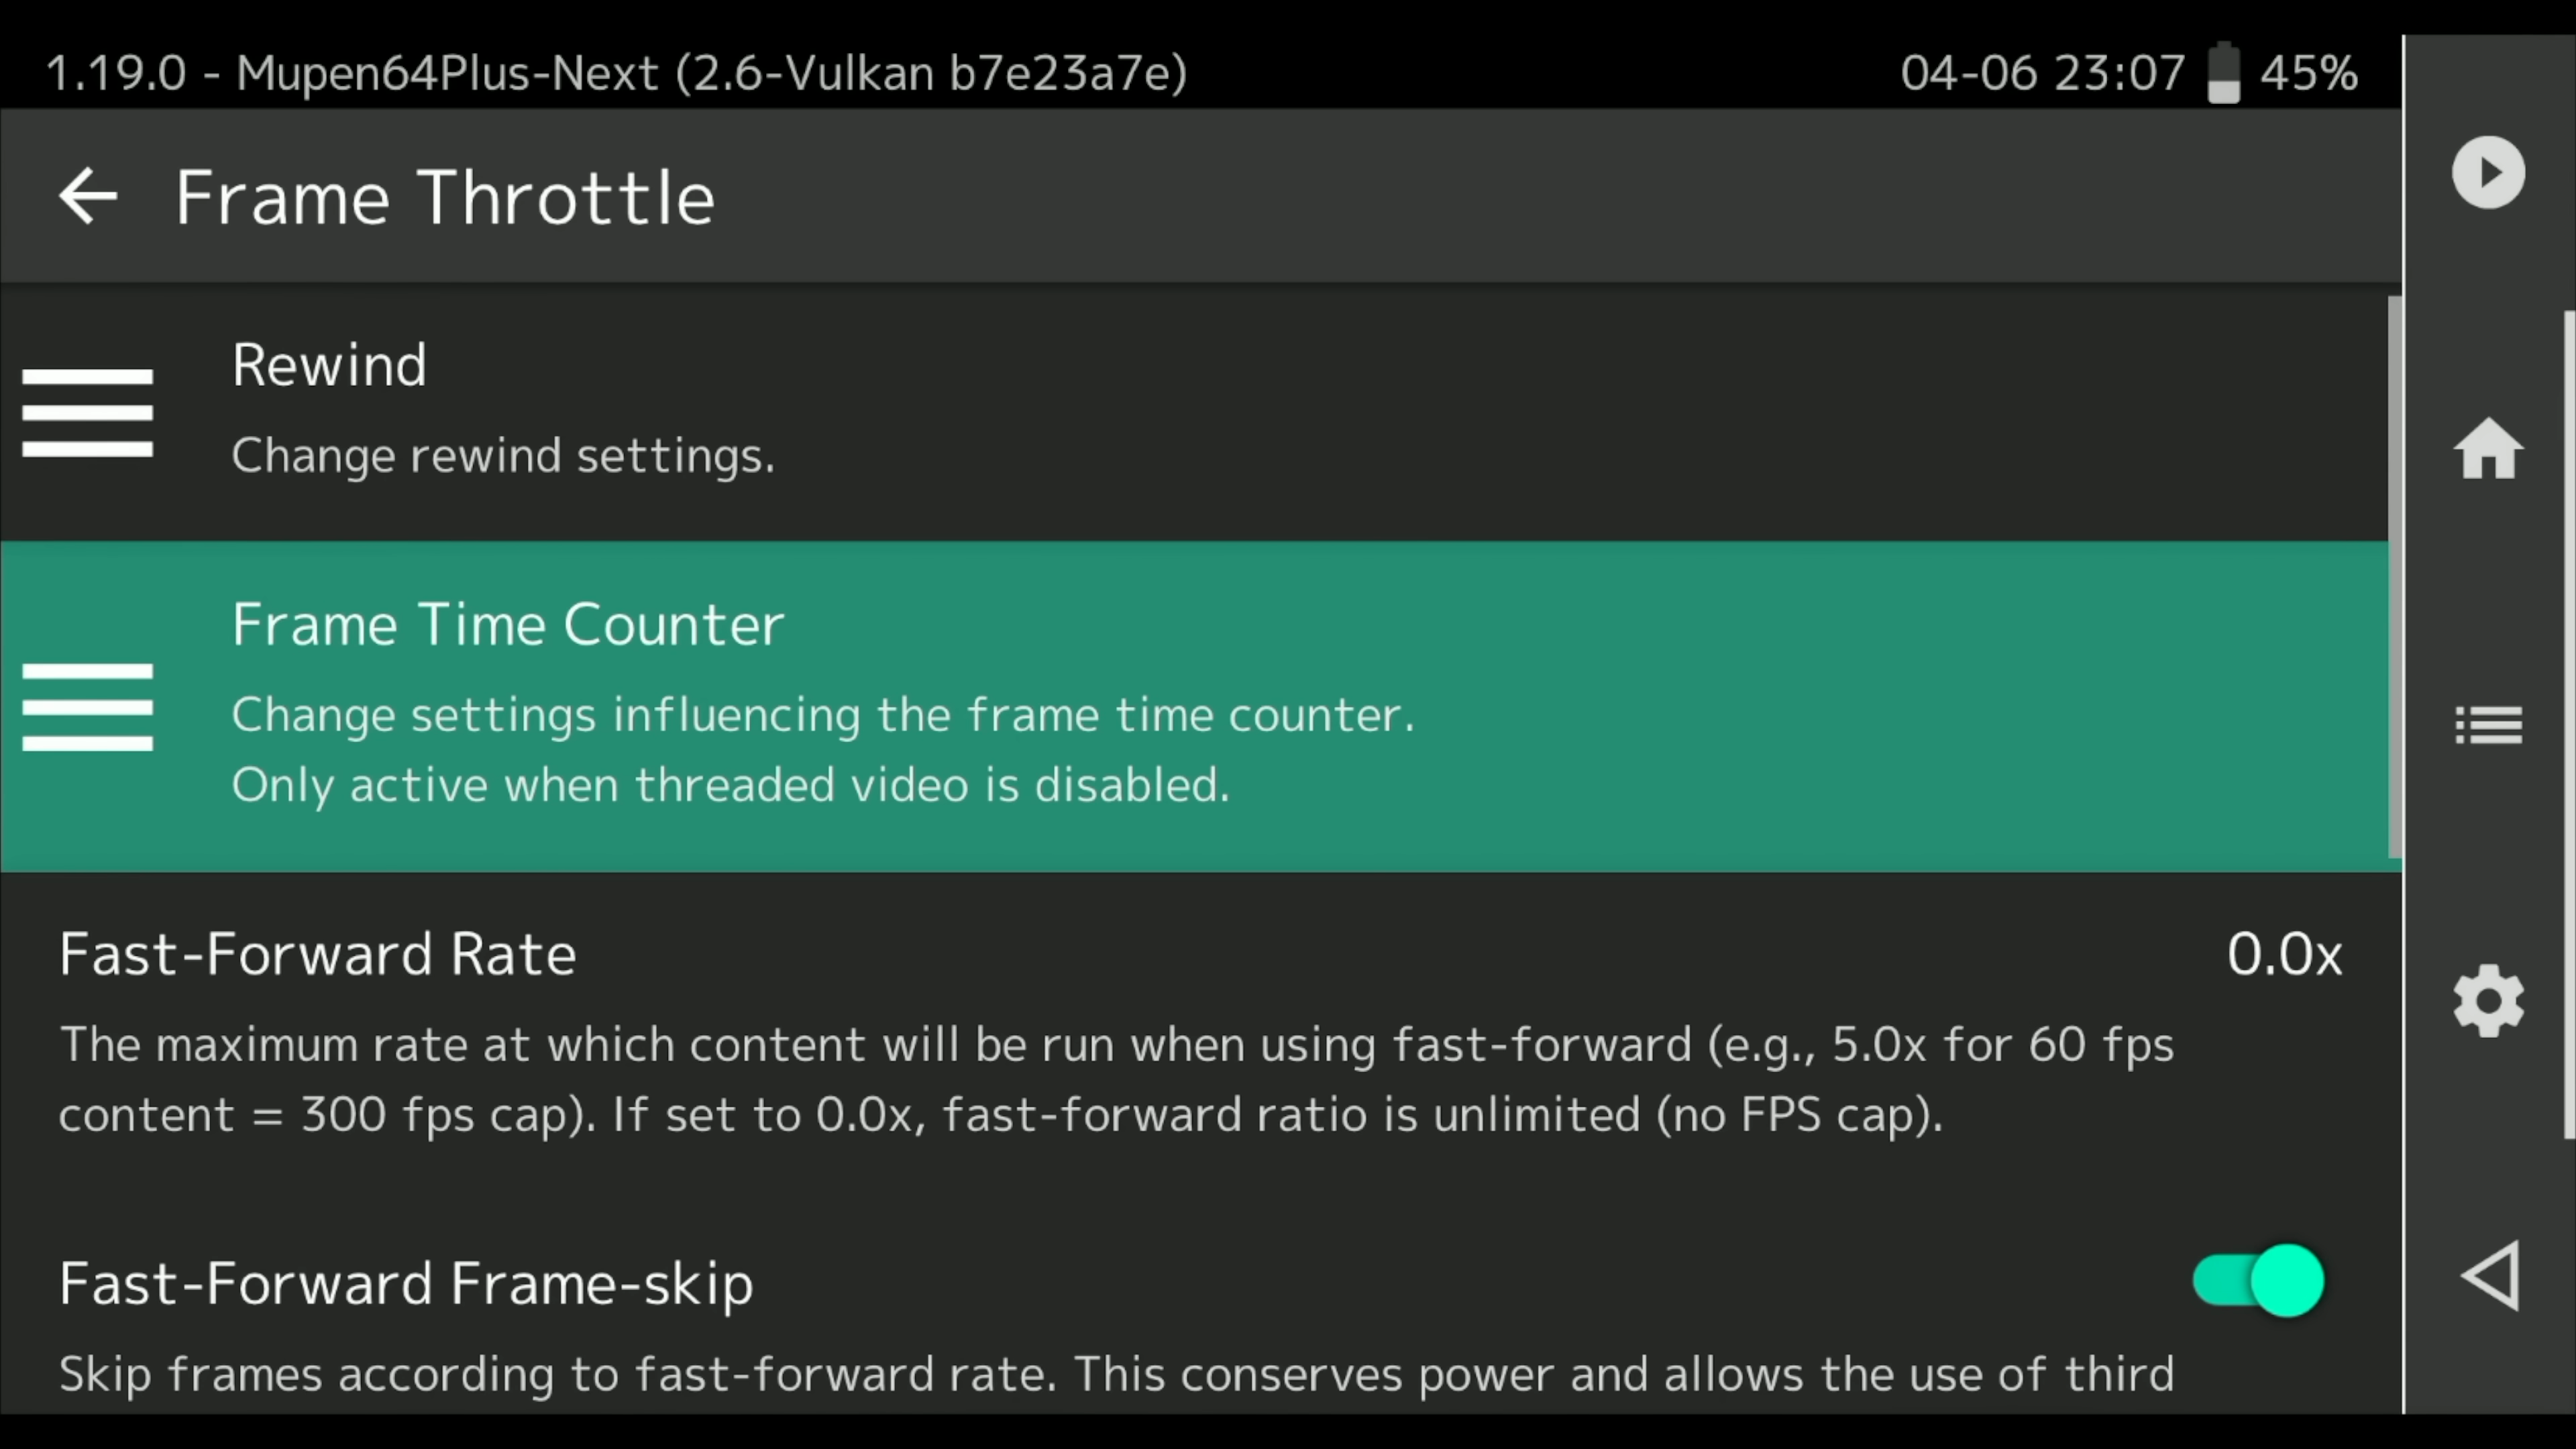 1.19.0 - Mupen64Plus-Next (2.6-Vulkan b7e23a7e)
04-06 23:07 45%
Frame Throttle
Rewind
Change rewind settings.
Frame Time Counter
Change settings influencing the frame time counter.
Only active when threaded video is disabled.
Fast-Forward Rate
0.0x
The maximum rate at which content will be run when using fast-forward (e.g., 5.0x for 60 fps
content = 300 fps cap). If set to 0.0x, fast-forward ratio is unlimited (no FPS cap).
Fast-Forward Frame-skip
Skip frames according to fast-forward rate. This conserves power and allows the use of third